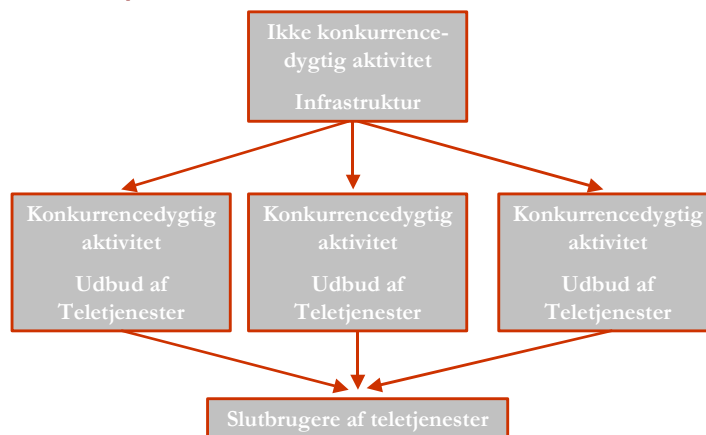 Ikke konkurrence-
dygtig aktivitet
Infrastruktur
Konkurrencedygtig
aktivitet
Udbud af
Teletjenester
Konkurrencedygtig
aktivitet
Udbud af
Teletjenester
Konkurrencedygtig
aktivitet
Udbud af
Teletjenester
Slutbrugere af teletjenester